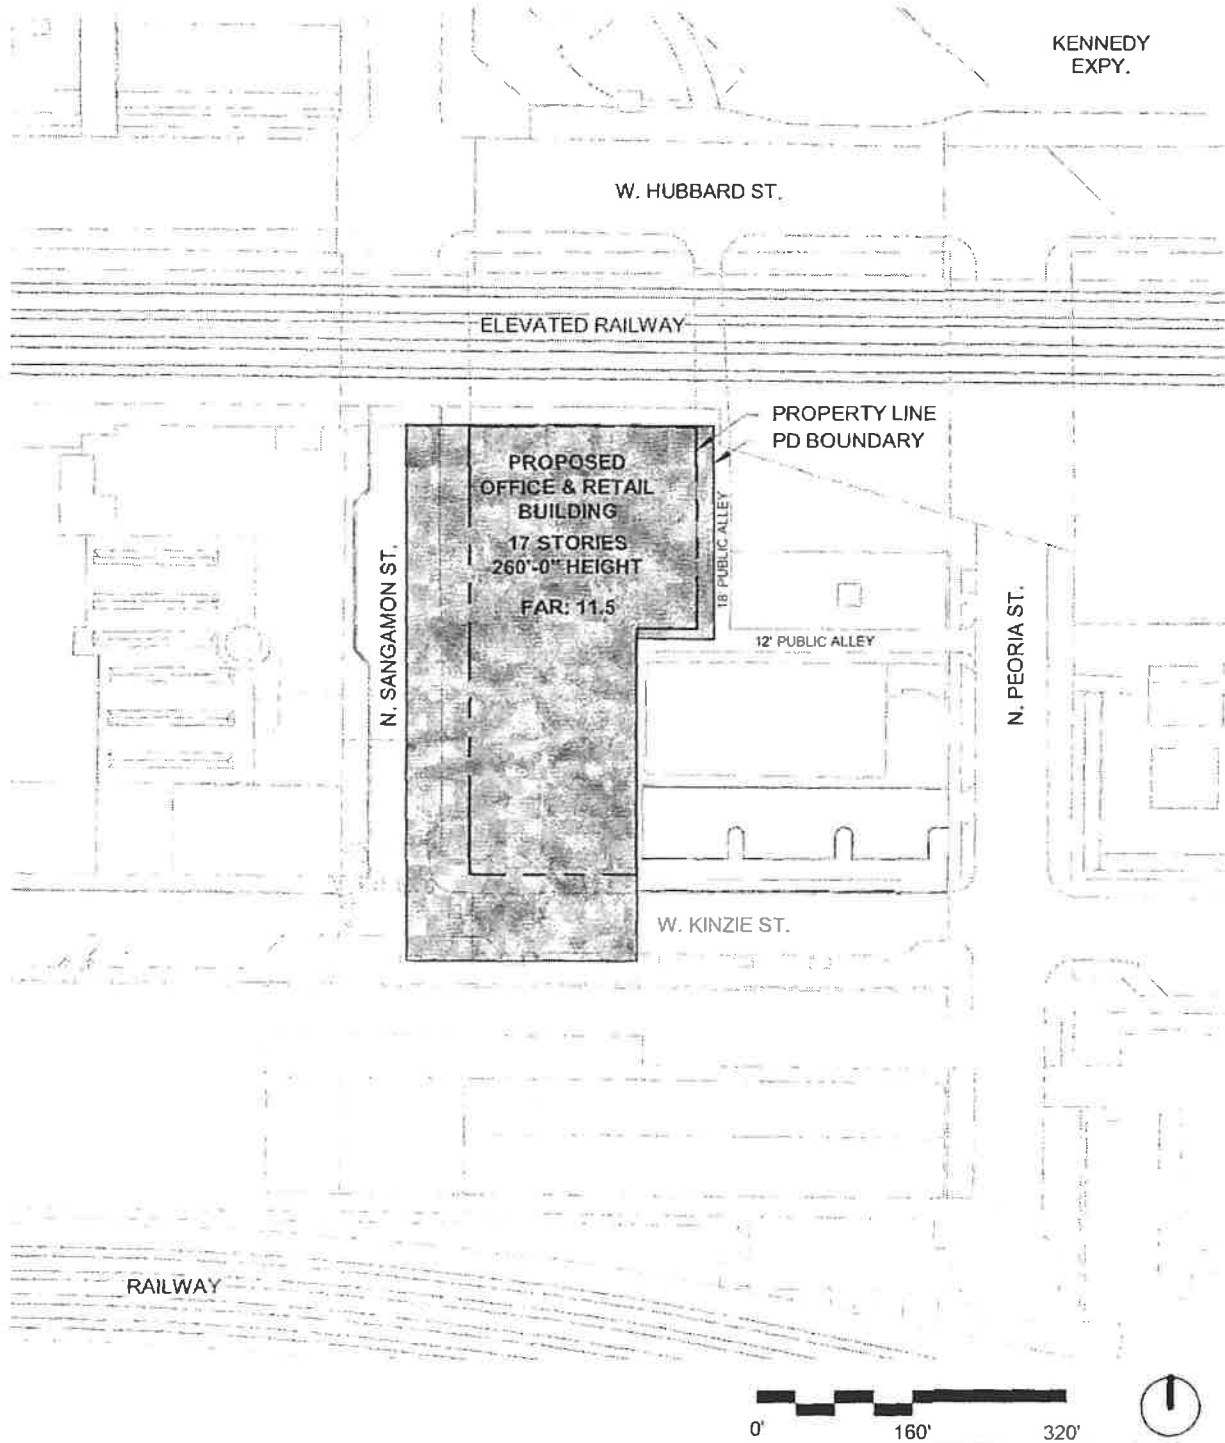 KENNEDY
EXPY.
W. HUBBARD ST.
ELEVATED RAILWAY
PROPERTY LINE
PD BOUNDARY
PROPOSED
OFFICE & RETAIL
BUILDING
17 STORIES
260'-0" HEIGHT
FAR: 11.5
N. SANGAMON ST.
18' PUBLIC ALLEY
12' PUBLIC ALLEY
N. PEORIA ST.
W. KINZIE ST.
RAILWAY
0'
160'
320'